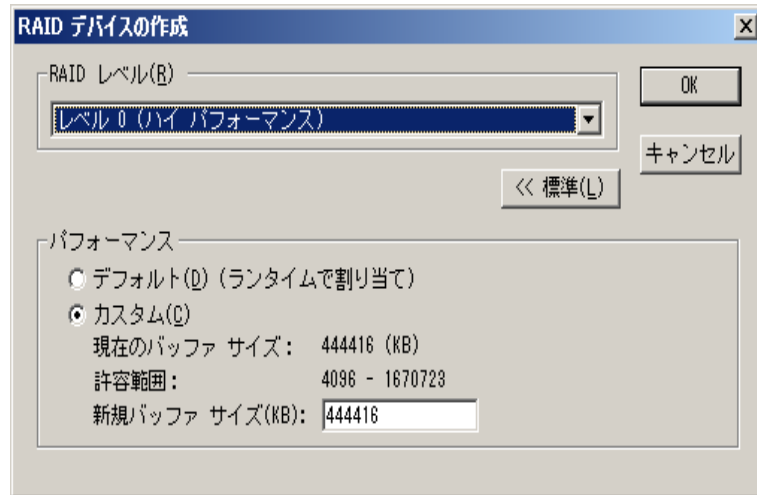 RAID デバイスの作成
RAID レベル(R)
レベル 0 (ハイ パフォーマンス)
OK
キャンセル
<< 標準(L)
パフォーマンス
デフォルト(D) (ランタイムで割り当て)
カスタム(C)
現在のバッファ サイズ: 444416 (KB)
許容範囲: 4096 - 1670723
新規バッファ サイズ(KB): 444416